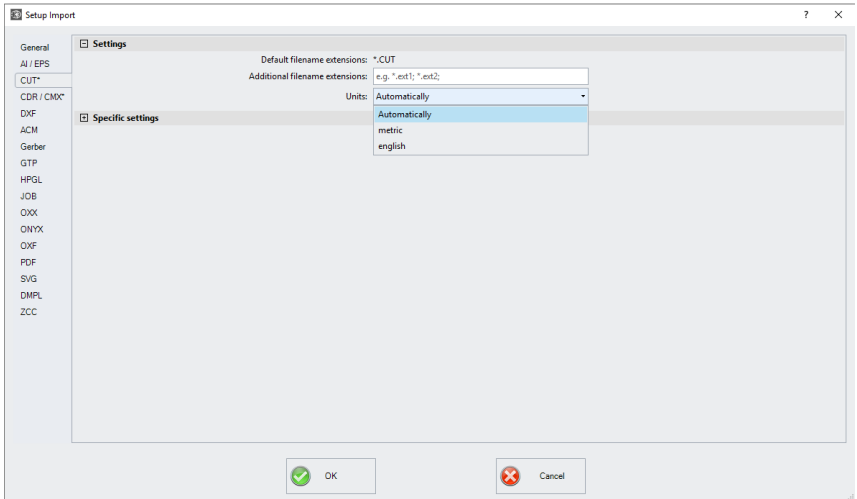 Setup Import
?
General
AI / EPS
CUT*
CDR / CMX*
DXF
ACM
Gerber
GTP
HPGL
JOB
OXX
ONYX
OXF
PDF
SVG
DMPL
ZCC
Settings
Default filename extensions: *.CUT
Additional filename extensions: e.g. *.ext1; *.ext2;
Units: Automatically
Automatically
metric
english
Specific settings
OK
Cancel